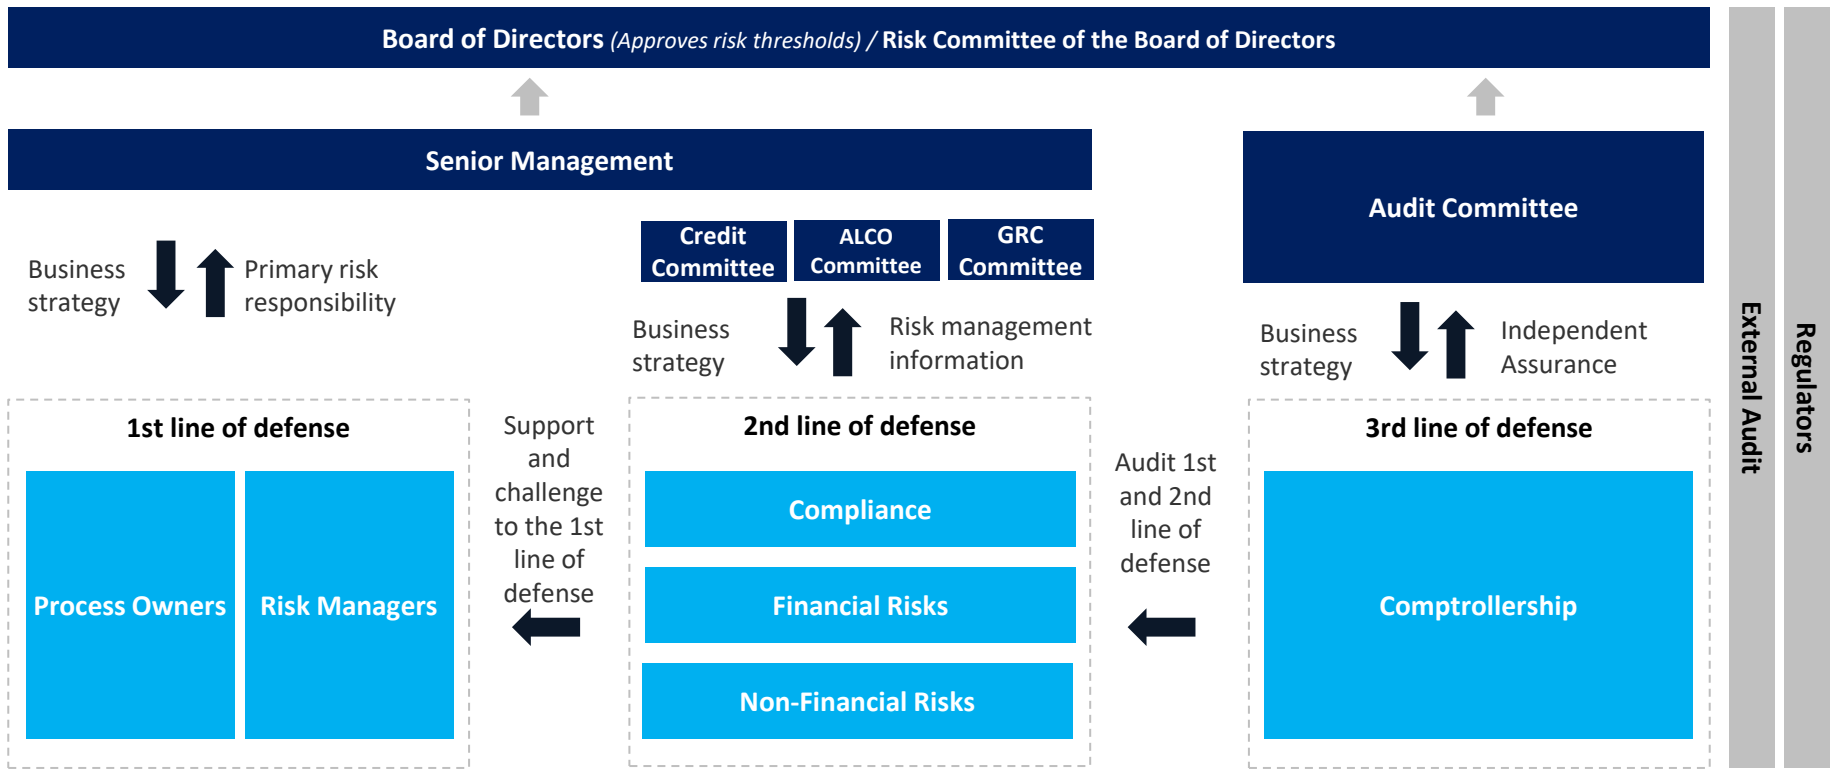 Board of Directors (Approves risk thresholds) / Risk Committee of the Board of Directors
Senior Management
Audit Committee
Credit
Committee
ALCO
Committee
GRC
Committee
Business
strategy
Primary risk
responsibility
Business
strategy
Risk management
information
Business
strategy
Independent
Assurance
1st line of defense
Process Owners
Risk Managers
Support
and
challenge
to the 1st
line of
defense
2nd line of defense
Compliance
Financial Risks
Non-Financial Risks
Audit 1st
and 2nd
line of
defense
3rd line of defense
Comptrollership
External Audit
Regulators